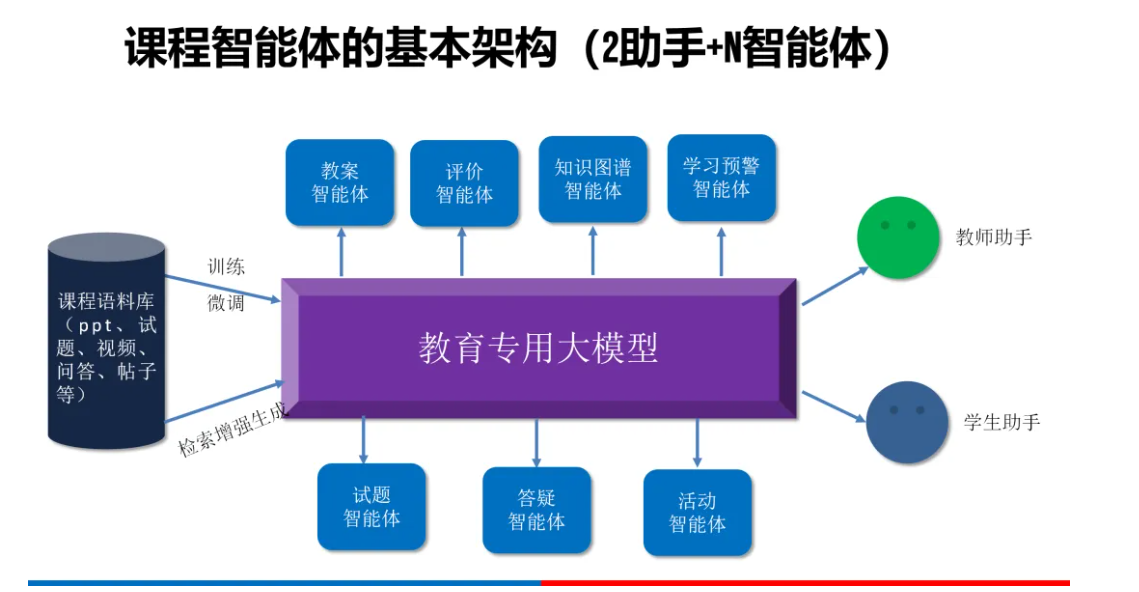 课程智能体的基本架构（2助手+N智能体）
教案
智能体
评价
智能体
知识图谱
智能体
学习预警
智能体
教师助手
训练
微调
课程语料库
（ppt、试
题、视频、
问答、帖子
等）
教育专用大模型
检索增强生成
学生助手
试题
智能体
答疑
智能体
活动
智能体